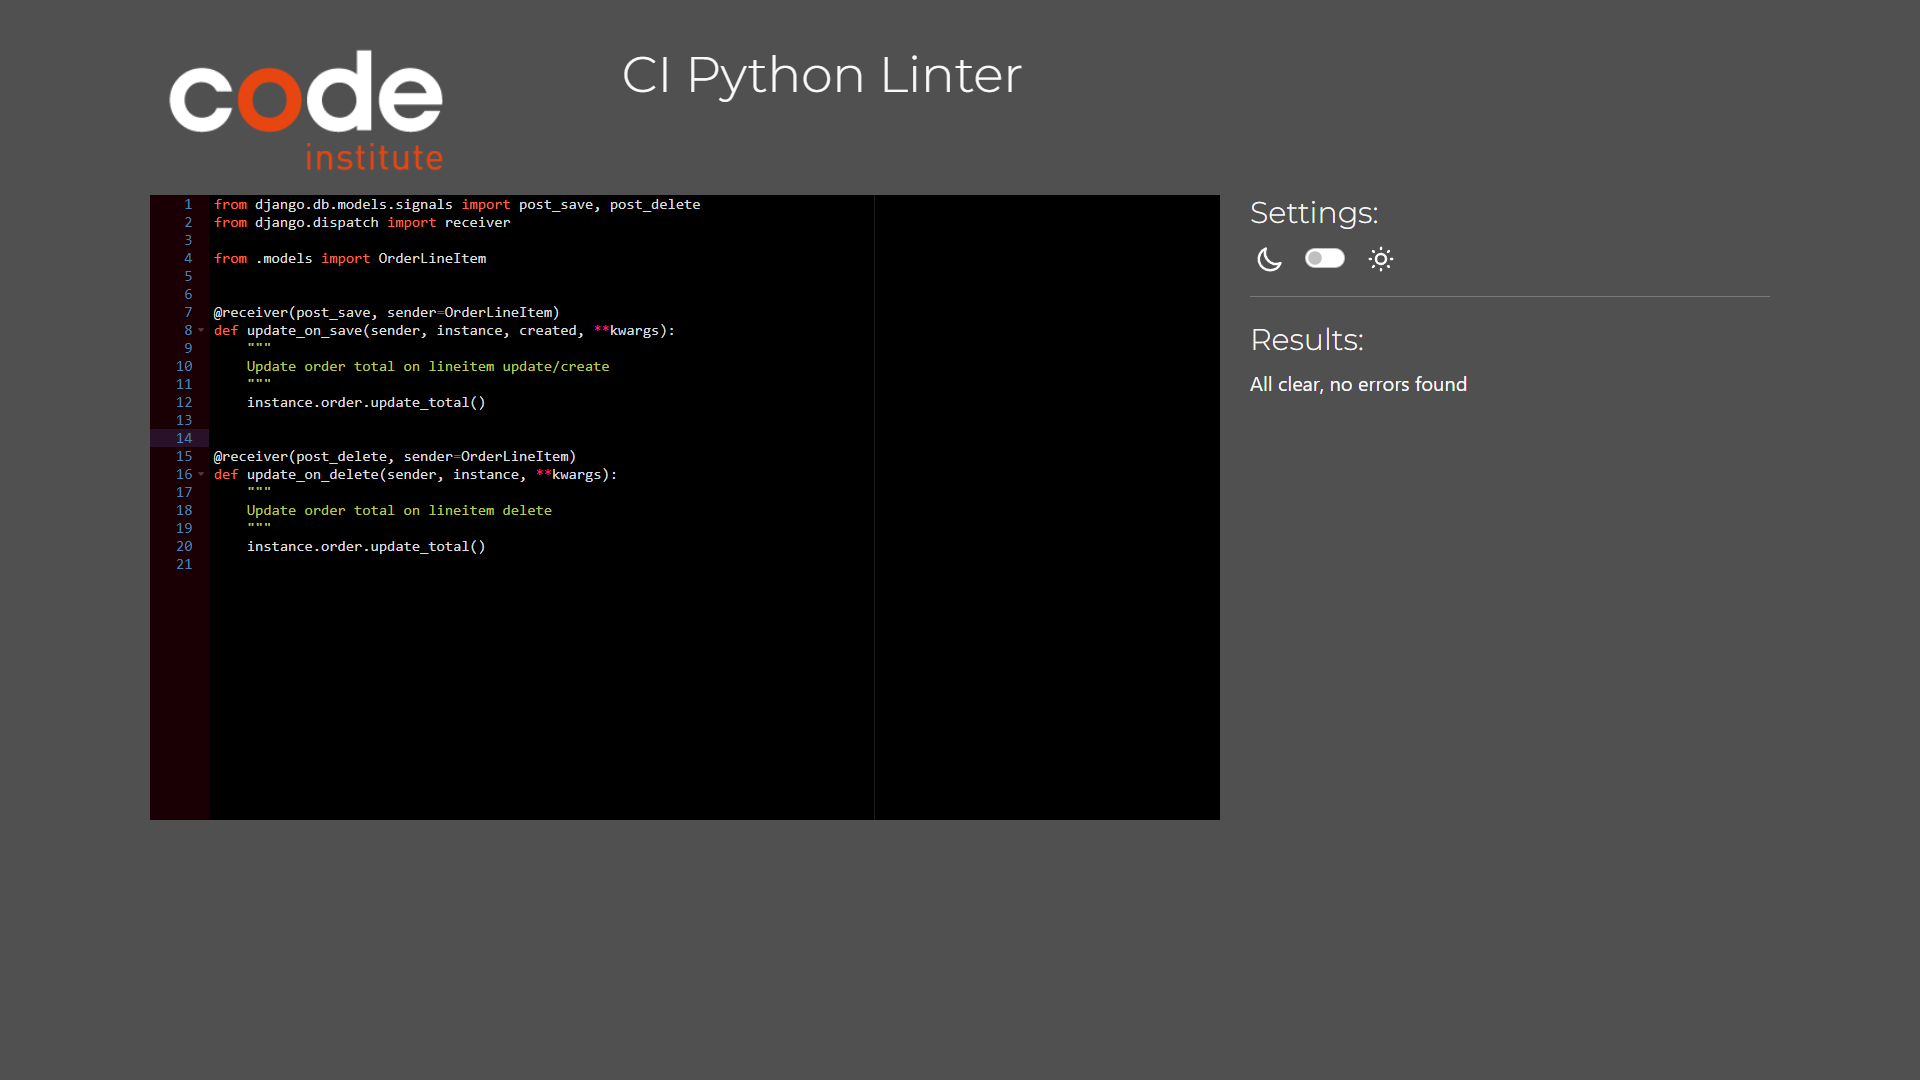 code
institute
CI Python Linter
1 from django.db.models.signals import post_save, post_delete
2 from django.dispatch import receiver
3
4 from .models import OrderLineItem
5
6
7 @receiver(post_save, sender=OrderLineItem)
8 def update_on_save(sender, instance, created, **kwargs):
9     """
10     Update order total on lineitem update/create
11     """
12     instance.order.update_total()
13
14
15 @receiver(post_delete, sender=OrderLineItem)
16 def update_on_delete(sender, instance, **kwargs):
17     """
18     Update order total on lineitem delete
19     """
20     instance.order.update_total()
21
Settings:
Results:
All clear, no errors found